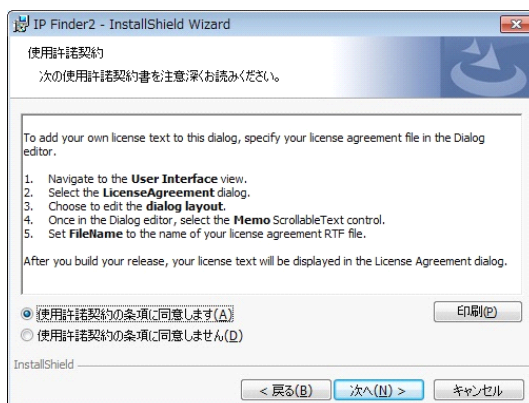 IP Finder2 - InstallShield Wizard
使用許諾契約
次の使用許諾契約書を注意深くお読みください。
To add your own license text to this dialog, specify your license agreement file in the Dialog
editor.
1. Navigate to the User Interface view.
2. Select the LicenseAgreement dialog.
3. Choose to edit the dialog layout.
4. Once in the Dialog editor, select the Memo ScrollableText control.
5. Set FileName to the name of your license agreement RTF file.
After you build your release, your license text will be displayed in the License Agreement dialog.
使用許諾契約の条項に同意します(A)
印刷(P)
使用許諾契約の条項に同意しません(D)
InstallShield
< 戻る(B)
次へ(N) >
キャンセル